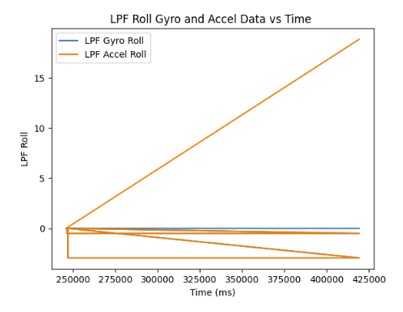 LPF Roll Gyro and Accel Data vs Time
LPF Gyro Roll
LPF Accel Roll
15
10
5
0
LPF Roll
250000 275000 300000 325000 350000 375000 400000 425000
Time (ms)